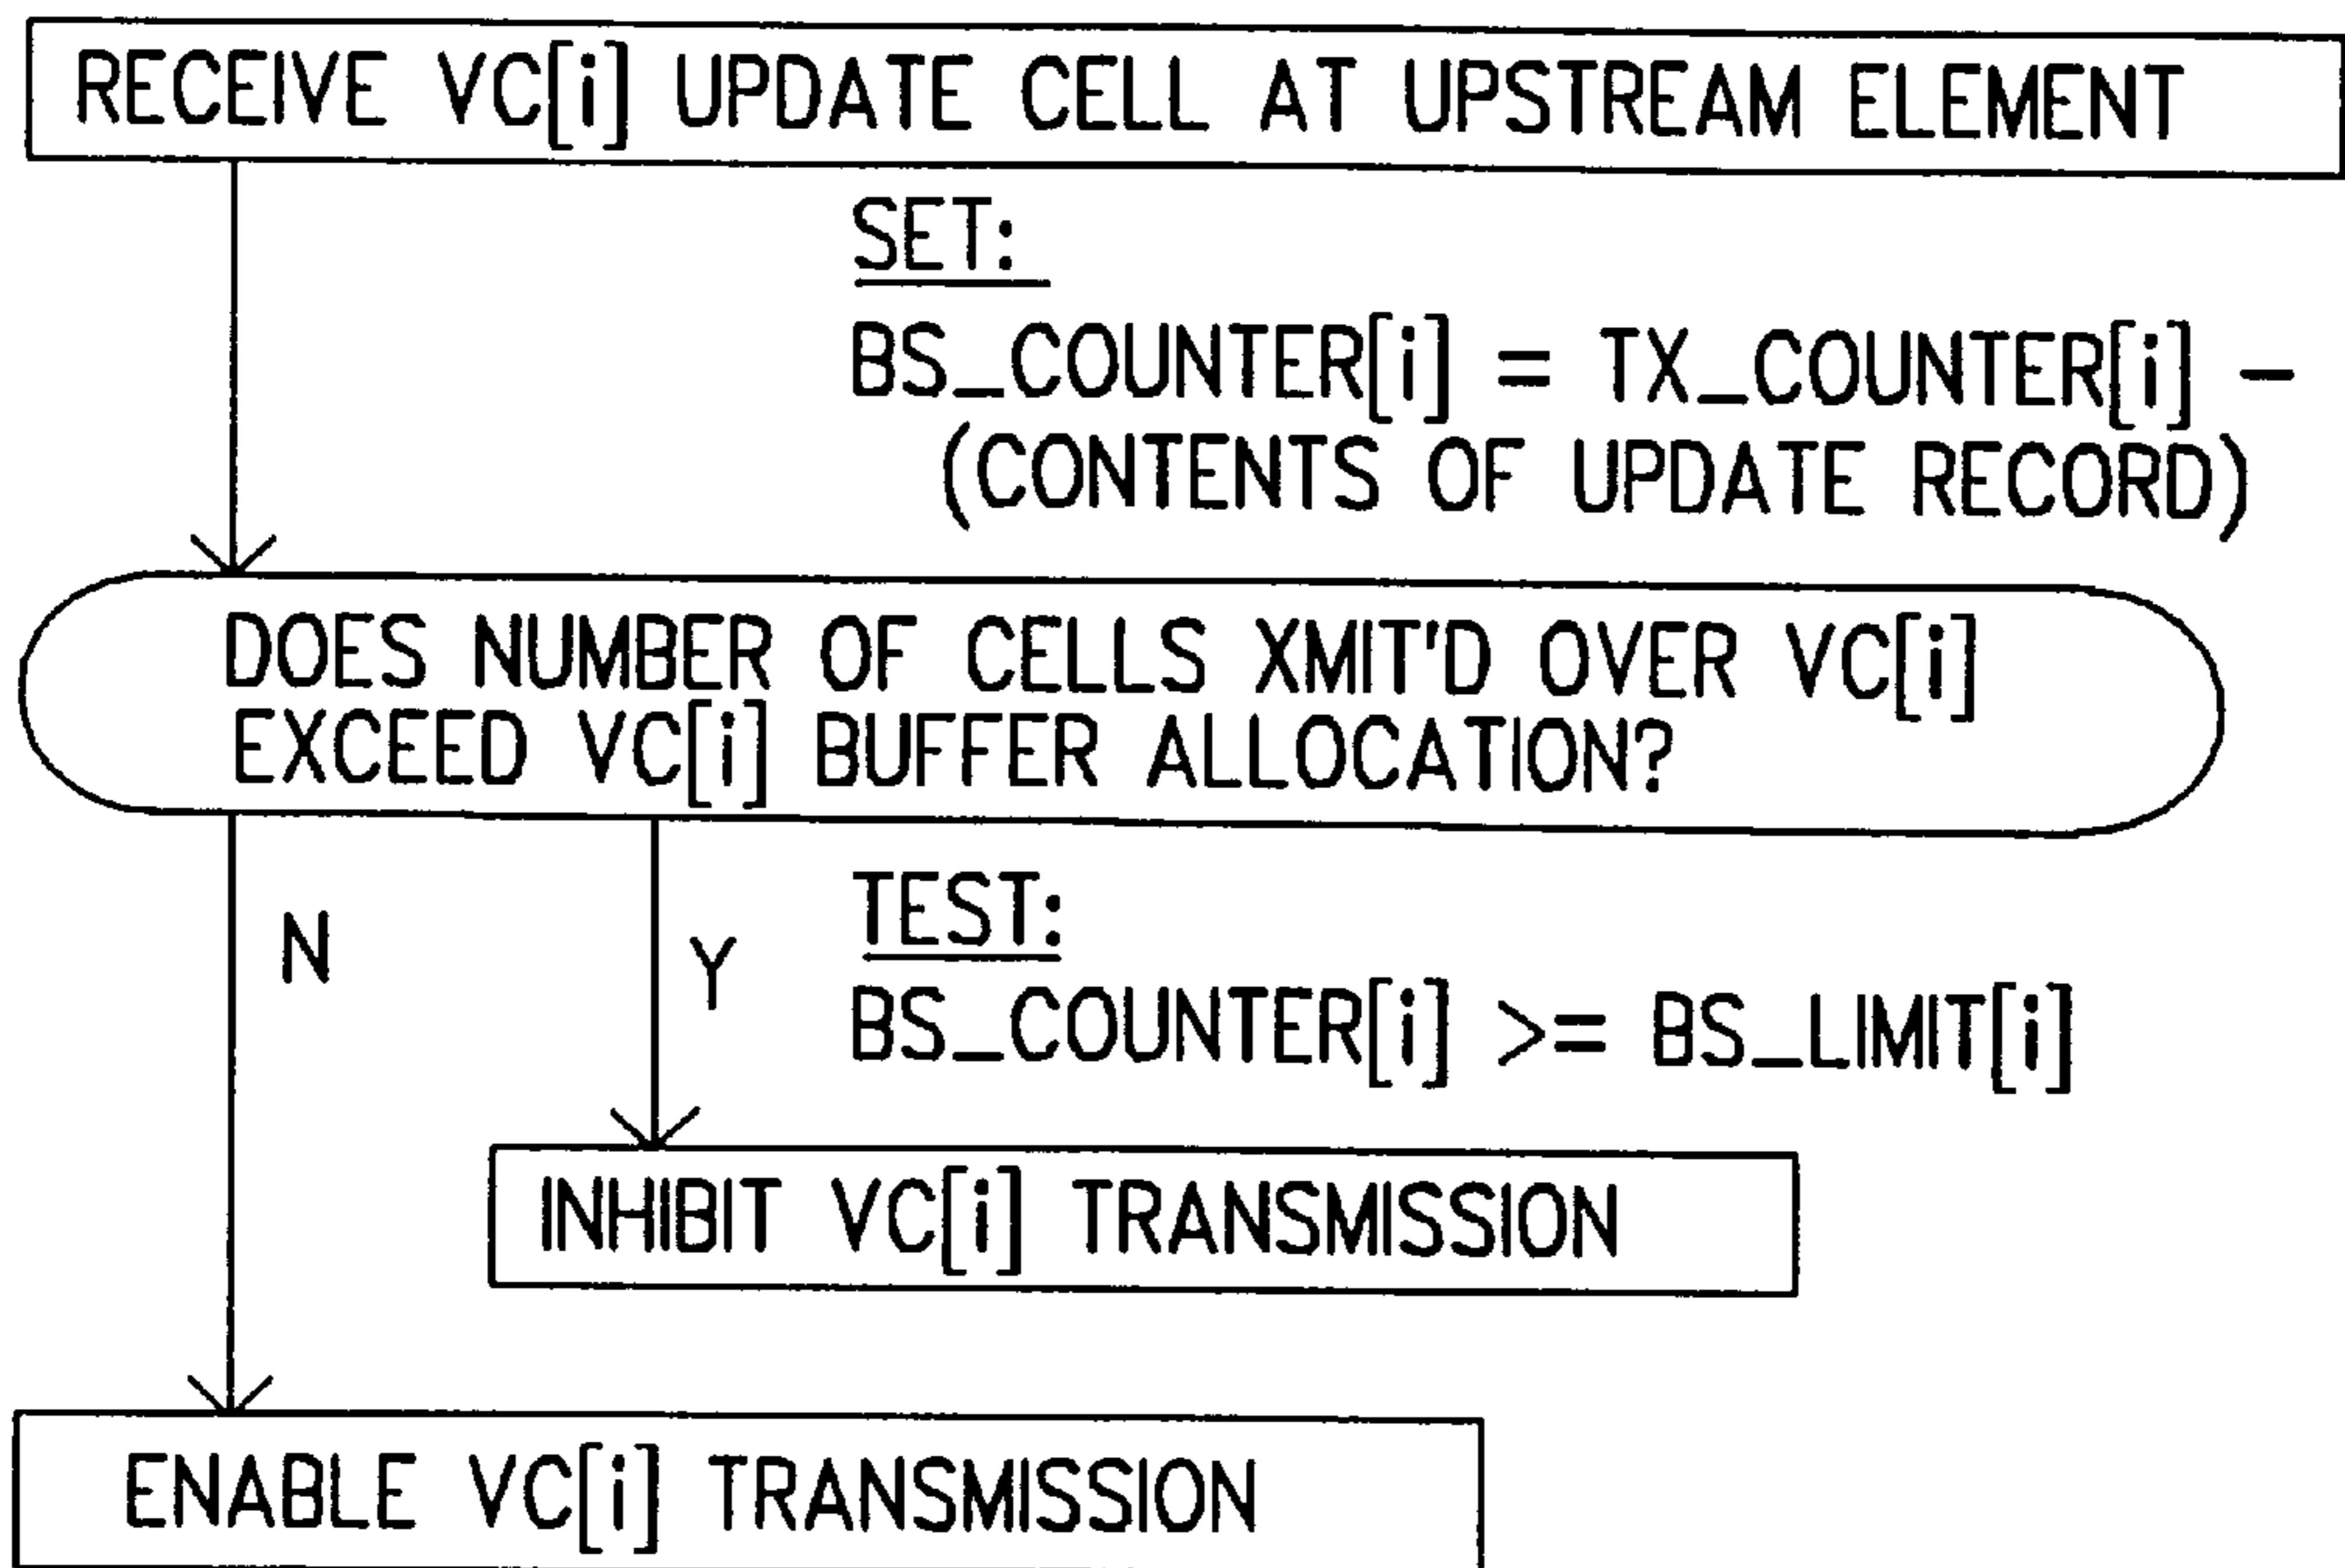 RECEIVE VC[i] UPDATE CELL AT UPSTREAM ELEMENT
SET:
BS_COUNTER[i] = TX_COUNTER[i] -
(CONTENTS OF UPDATE RECORD)
DOES NUMBER OF CELLS XMIT'D OVER VC[i]
EXCEED VC[i] BUFFER ALLOCATION?
N
Y
TEST:
BS_COUNTER[i] >= BS_LIMIT[i]
INHIBIT VC[i] TRANSMISSION
ENABLE VC[i] TRANSMISSION